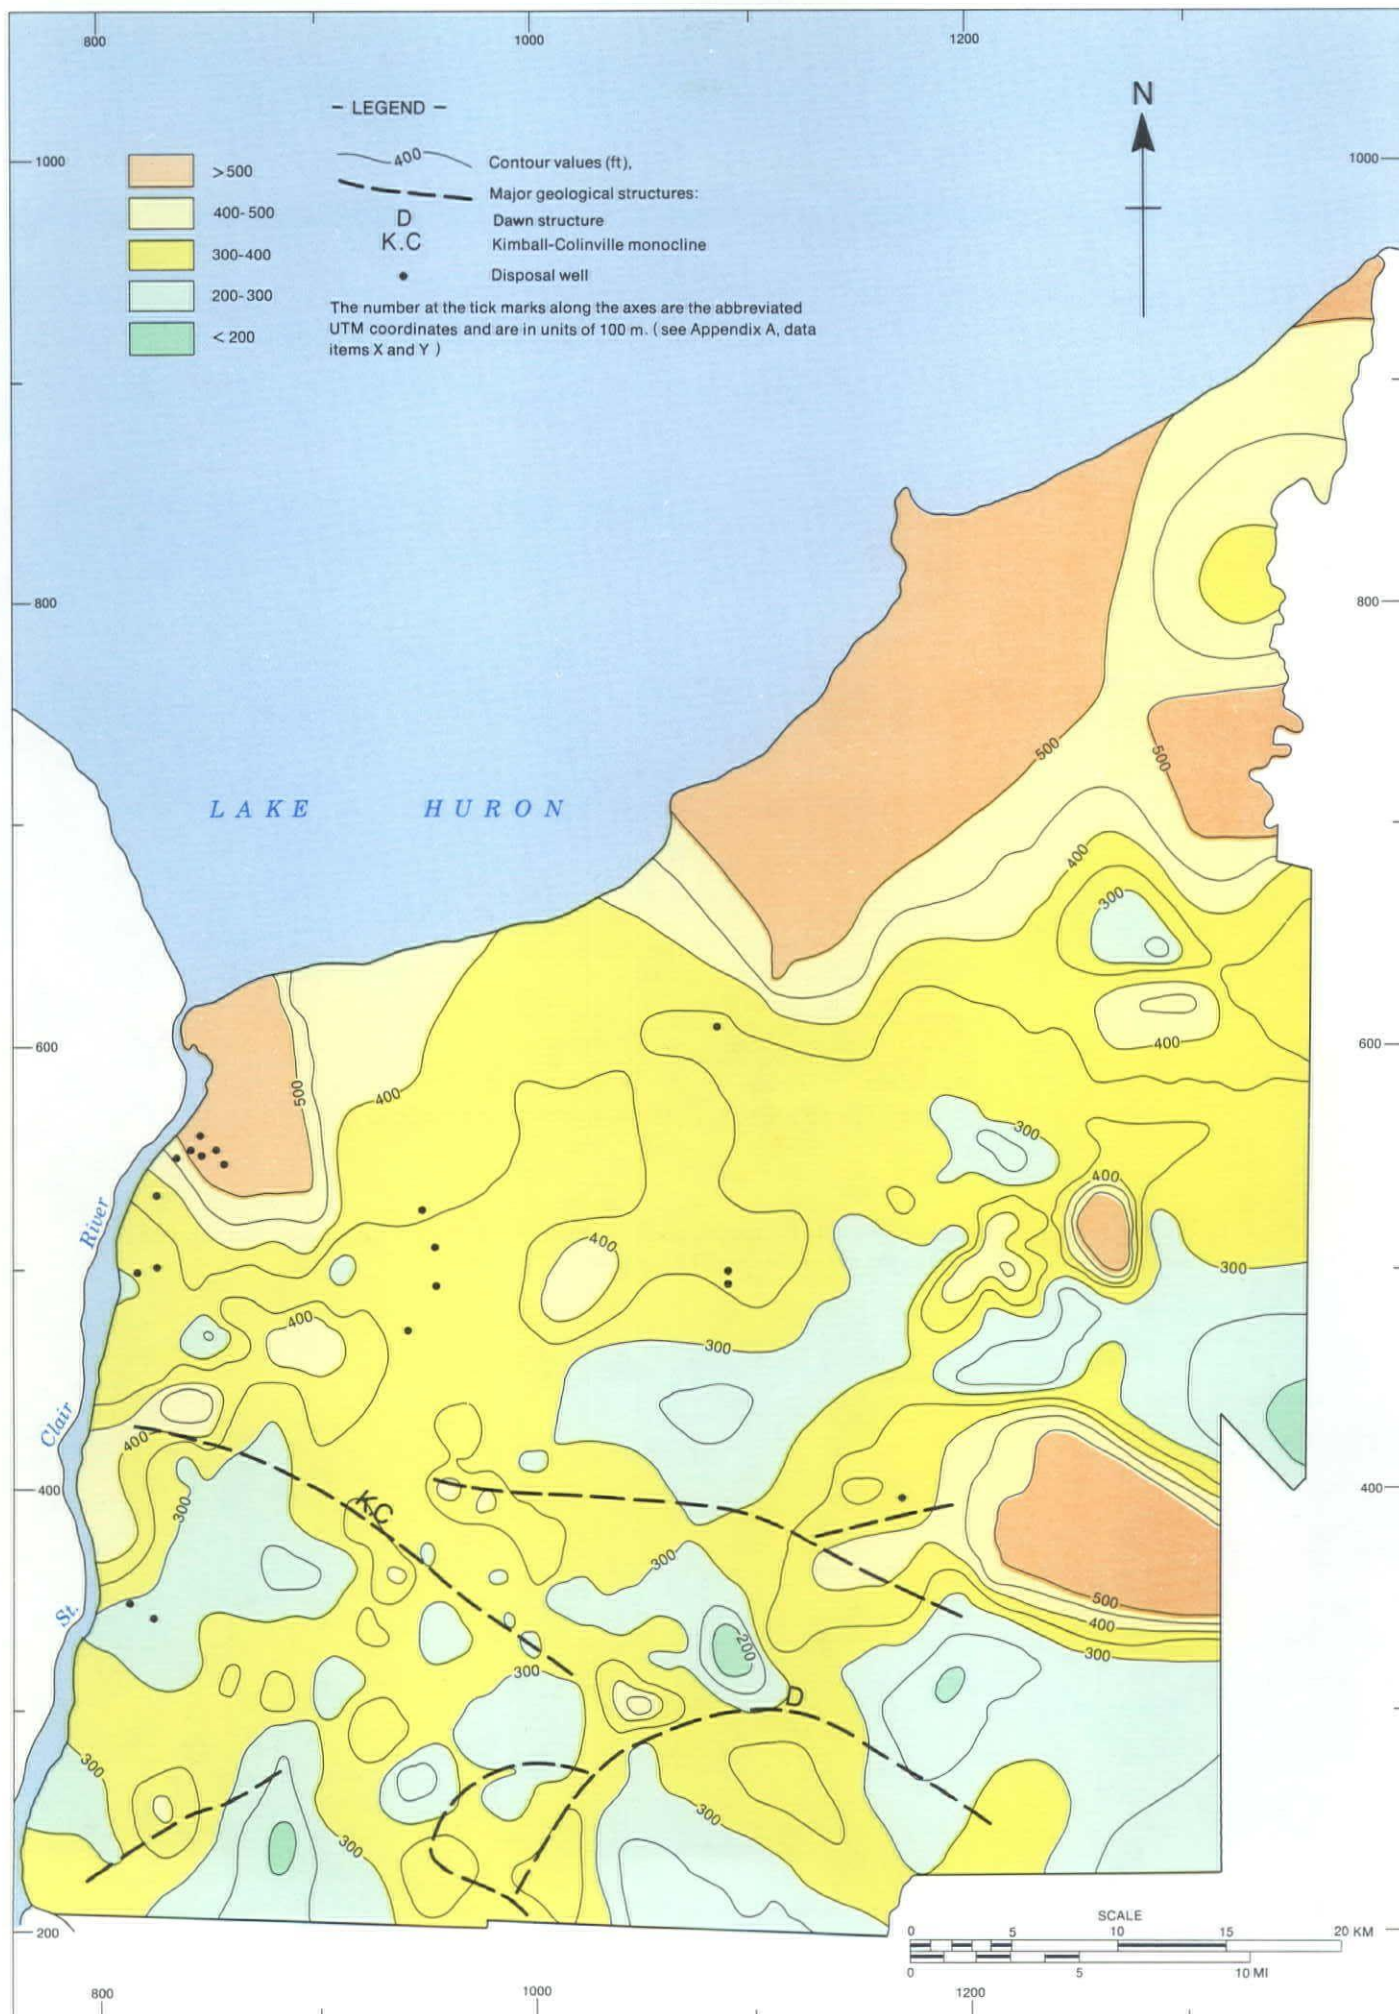 800 1000 1200
- LEGEND -
N
1000 1000
>500
400 Contour values (ft),
400-500
Major geological structures:
D Dawn structure
300-400
K.C Kimball-Colinville monocline
200-300
Disposal well
<200
The number at the tick marks along the axes are the abbreviated
UTM coordinates and are in units of 100 m. (see Appendix A, data
items X and Y )
800 800
500
500
LAKE HURON
400
300
600 600
400
500
400
300
400
River
400
300
400
300
Clair
400
400 400
K.C
300
300
500
St.
400
200
300
300
D
300
300
300
SCALE
0 5 10 15 20 KM
200
0 5 10 MI
800 1000 1200